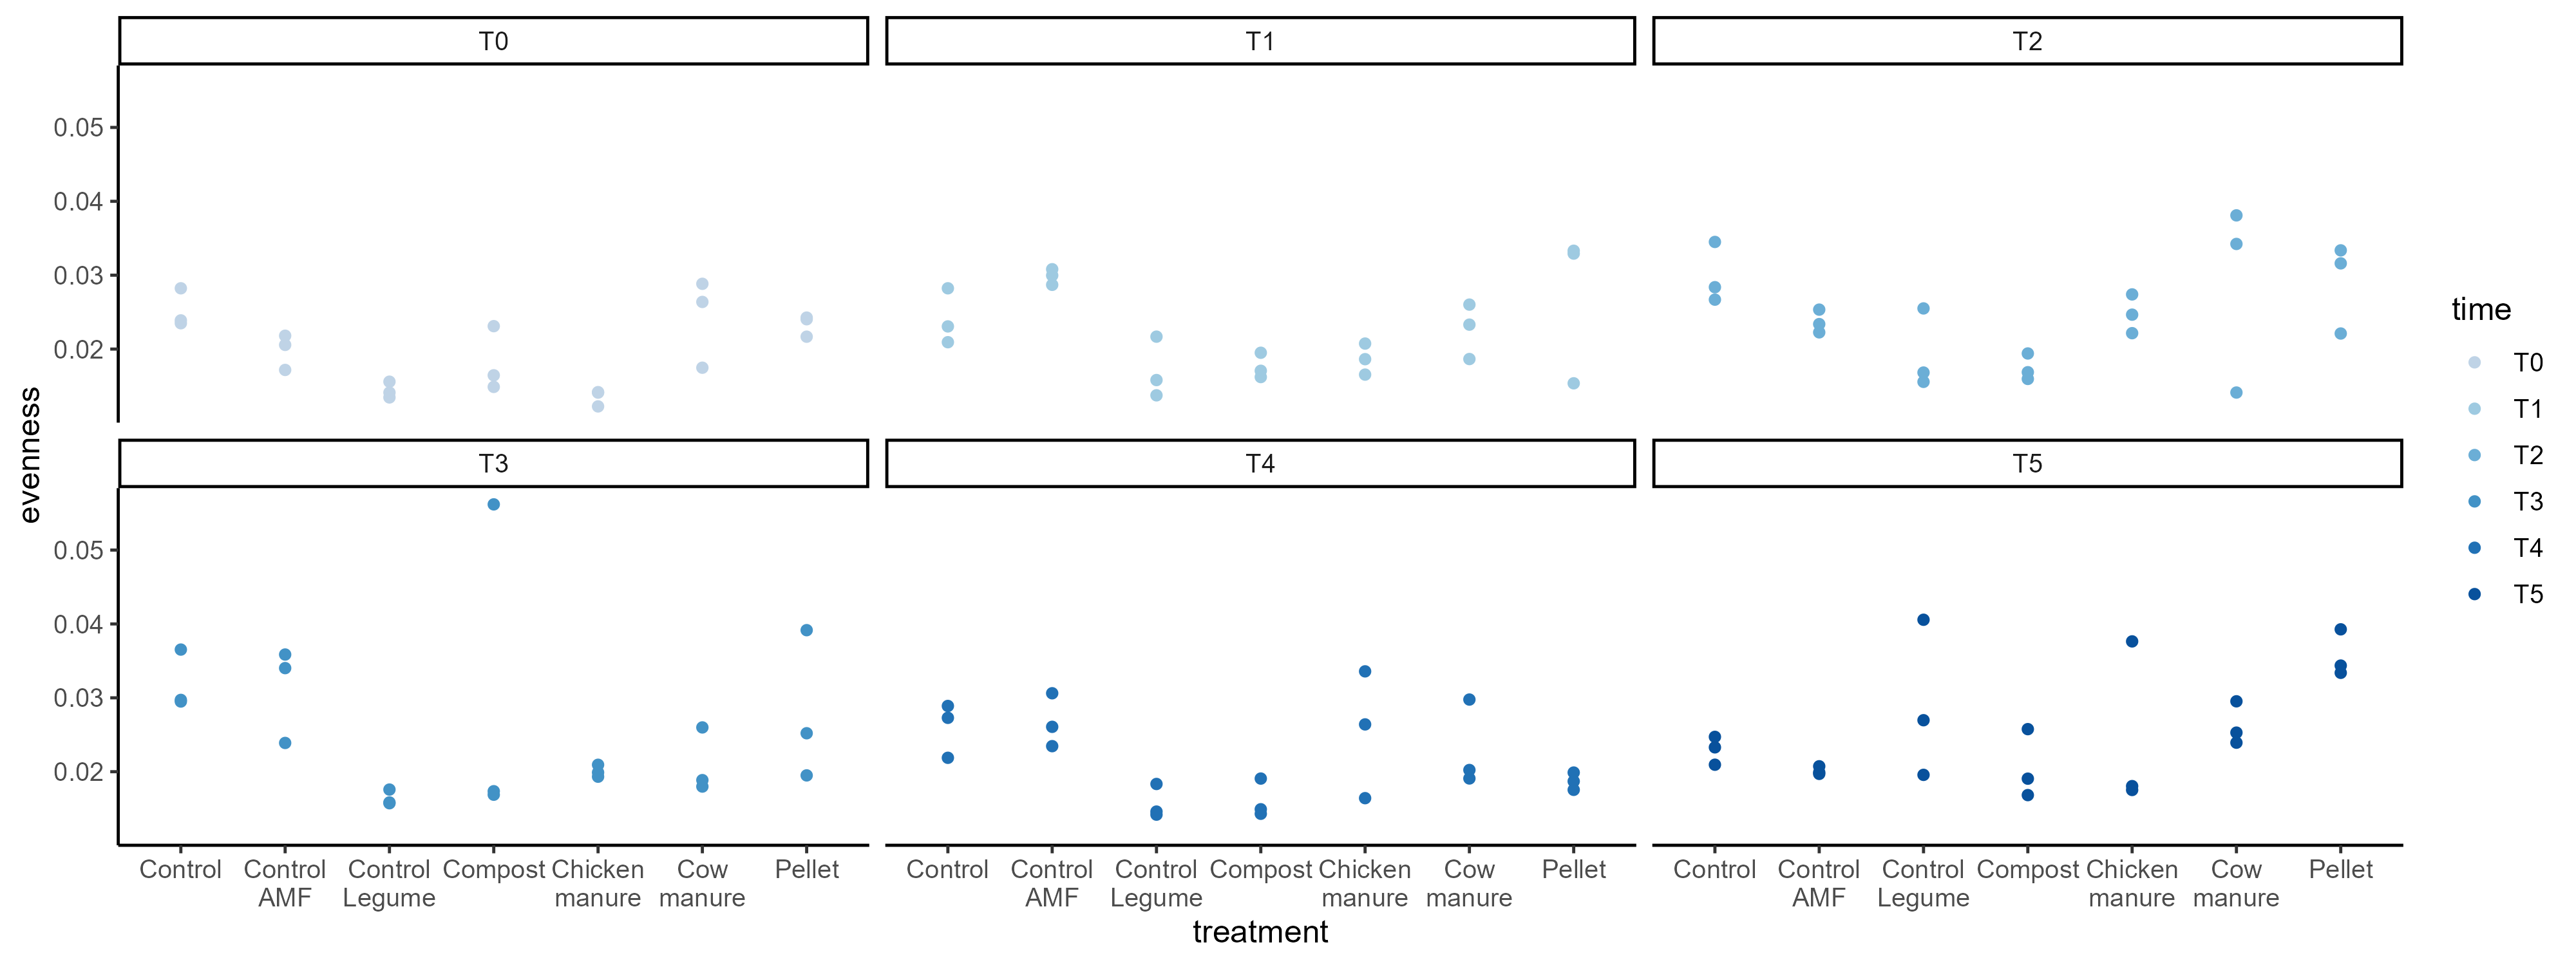 T0 T1 T2
0.05
0.04
0.03
0.02
evenness
T3 T4 T5
0.05
0.04
0.03
0.02
Control Control Control Compost Chicken Cow Pellet Control Control Control Compost Chicken Cow Pellet Control Control Control Compost Chicken Cow Pellet
AMF Legume manure manure AMF Legume manure manure AMF Legume manure manure
treatment
time
T0
T1
T2
T3
T4
T5